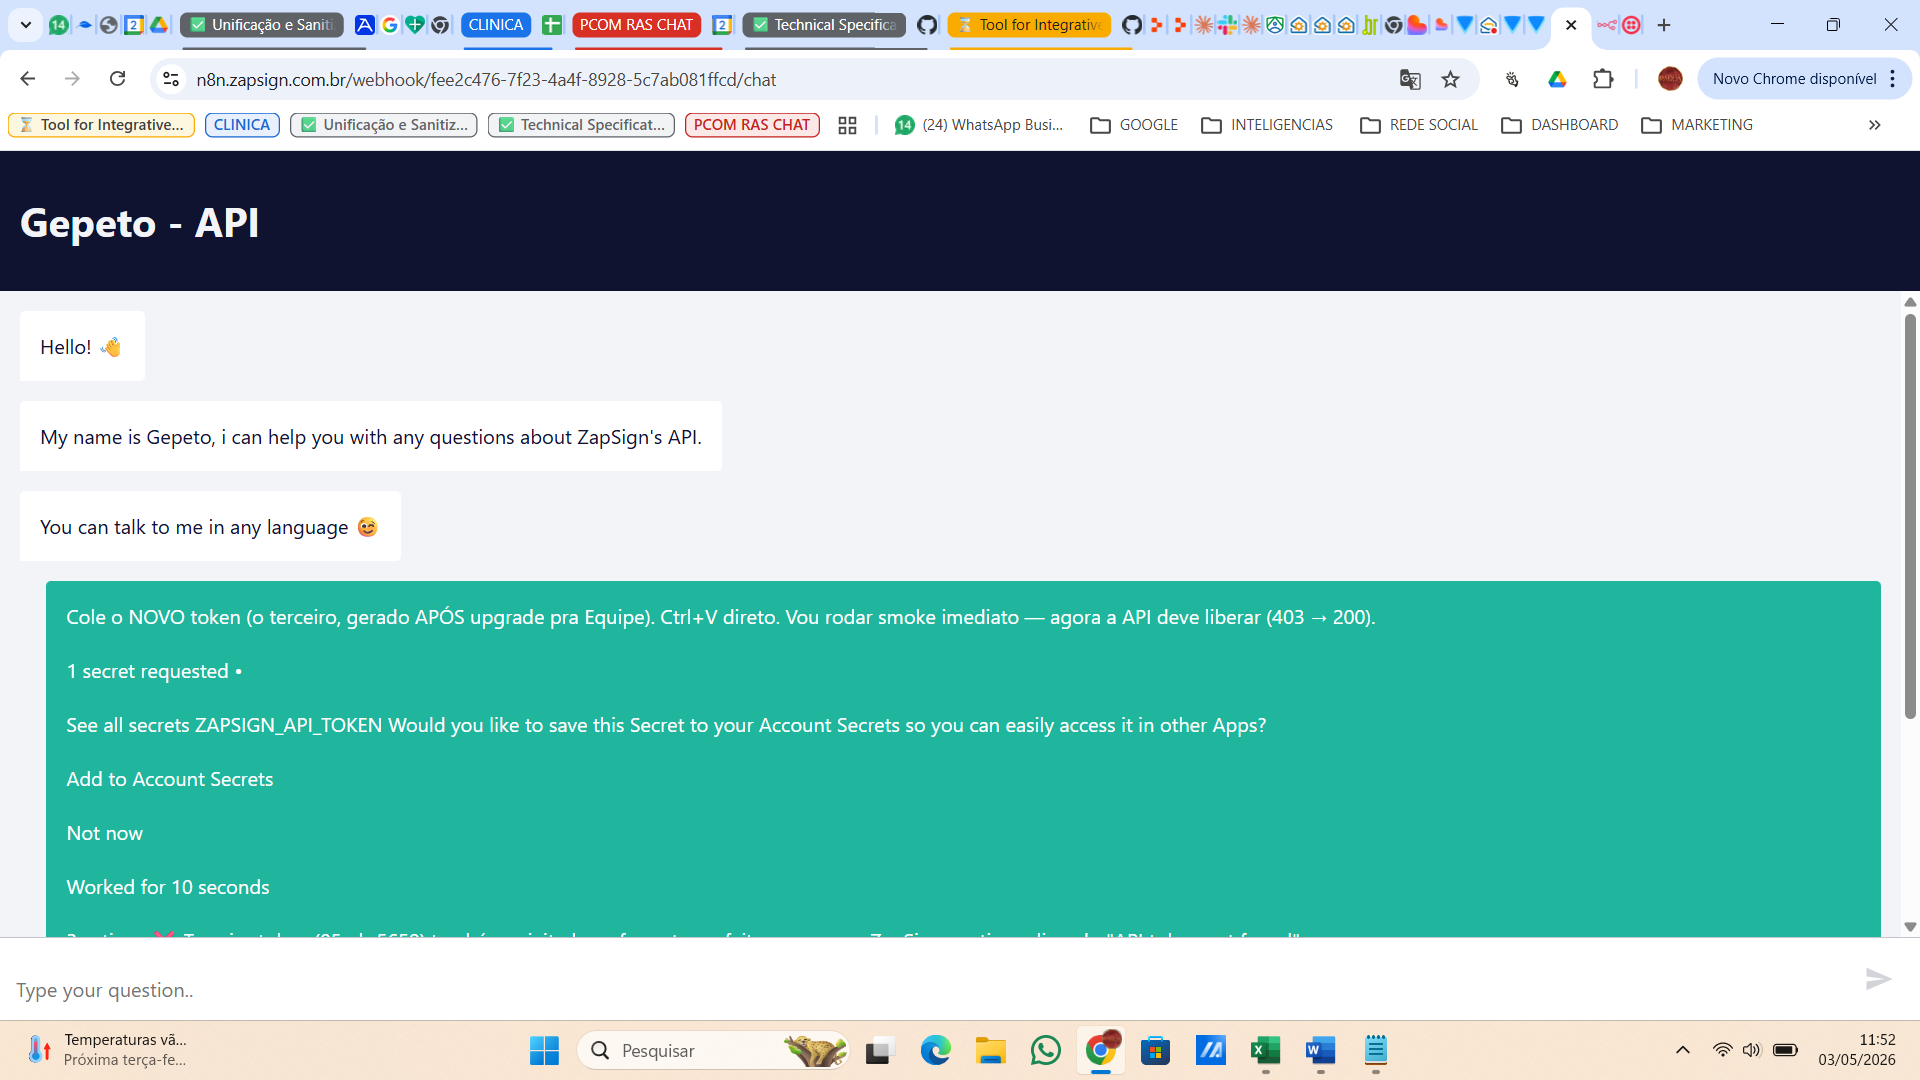 14
2
Unificação e Saniti
CLINICA
PCOM RAS CHAT
2
Technical Specifica
Tool for Integrative
n8n.zapsign.com.br/webhook/fee2c476-7f23-4a4f-8928-5c7ab081ffcd/chat
Novo Chrome disponível
Tool for Integrative...
CLINICA
Unificação e Sanitiz...
Technical Specificat...
PCOM RAS CHAT
14
(24) WhatsApp Busi...
GOOGLE
INTELIGENCIAS
REDE SOCIAL
DASHBOARD
MARKETING
Gepeto - API
Hello! 👋
My name is Gepeto, i can help you with any questions about ZapSign's API.
You can talk to me in any language 😉
Cole o NOVO token (o terceiro, gerado APÓS upgrade pra Equipe). Ctrl+V direto. Vou rodar smoke imediato — agora a API deve liberar (403 → 200).
1 secret requested •
See all secrets ZAPSIGN_API_TOKEN Would you like to save this Secret to your Account Secrets so you can easily access it in other Apps?
Add to Account Secrets
Not now
Worked for 10 seconds
Type your question..
Temperaturas vã...
Próxima terça-fe...
Pesquisar
11:52
03/05/2026